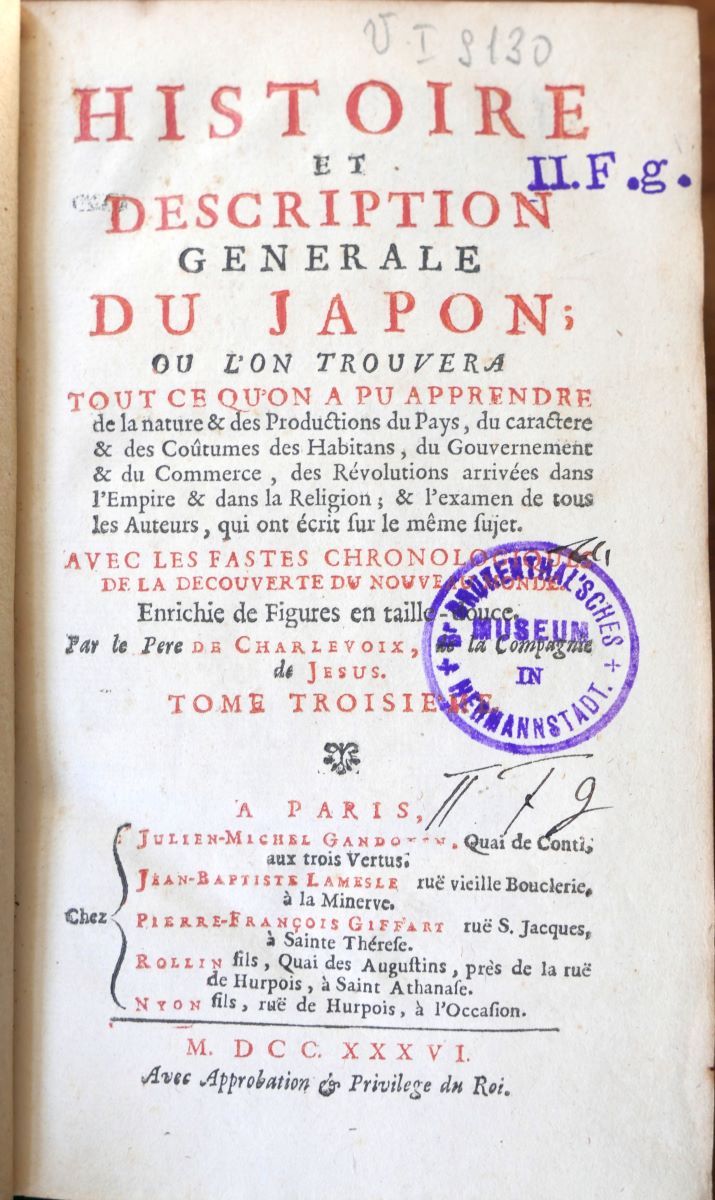 V I 9130
HISTOIRE
ET
II.F.g.
DESCRIPTION
GENERALE
DU JAPON;
OU L'ON TROUVERA
TOUT CE QU'ON A PU APPRENDRE
de la nature & des Productions du Pays, du caractere
& des Coûtumes des Habitans, du Gouvernement
& du Commerce, des Révolutions arrivées dans
l'Empire & dans la Religion; & l'examen de tous
les Auteurs, qui ont écrit sur le même sujet.
AVEC LES FASTES CHRONOLOGIQUES
DE LA DECOUVERTE DU NOUVEAU MONDE.
Enrichie de Figures en taille-douce.
Par le Pere DE CHARLEVOIX, de la Compagnie
de JESUS.
TOME TROISIEME.
Br BRUKENTHAL'SCHES
MUSEUM
IN
+ HERMANNSTADT. +
II F g
A PARIS,
Chez
JULIEN-MICHEL Quai de Conti,
aux trois Vertus.
JEAN-BAPTISTE LAMESLE ruë vieille Bouclerie,
à la Minerve.
PIERRE-FRANÇOIS GIFFART ruë S. Jacques,
à Sainte Thérese.
ROLLIN fils, Quai des Augustins, près de la ruë
de Hurpois, à Saint Athanase.
NYON fils, ruë de Hurpois, à l'Occasion.
M. DCC. XXXVI.
Avec Approbation & Privilege du Roi.